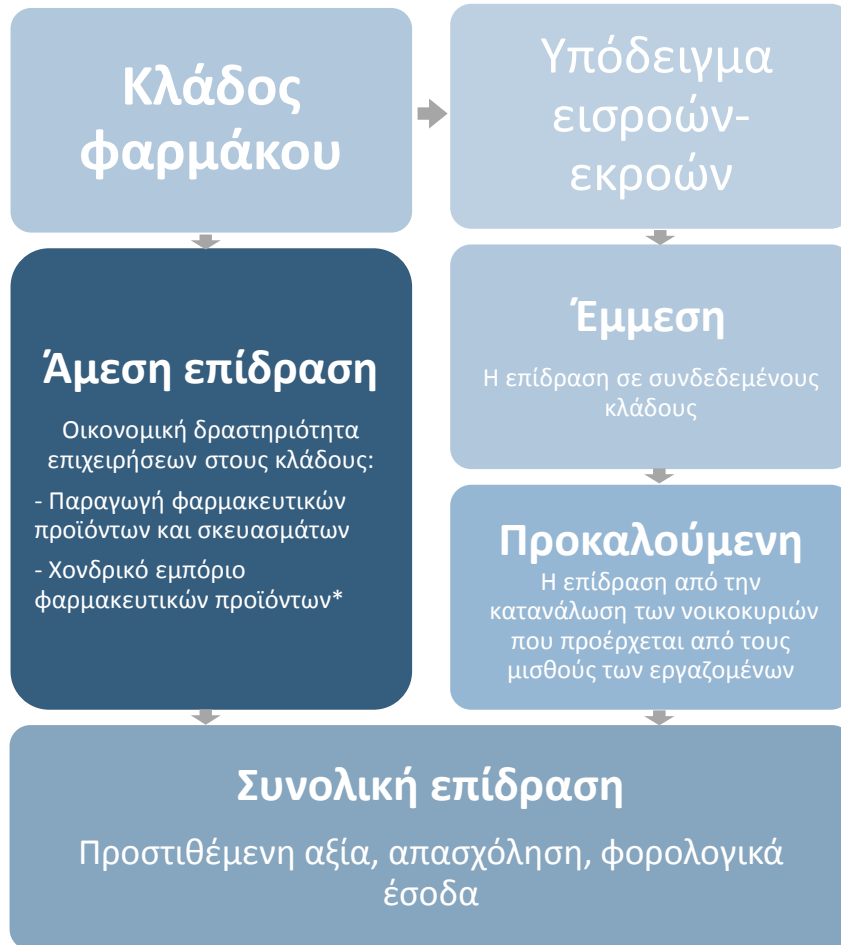 Κλάδος
φαρμάκου
Υπόδειγμα
εισροών-
εκροών
Άμεση επίδραση
Οικονομική δραστηριότητα
επιχειρήσεων στους κλάδους:
- Παραγωγή φαρμακευτικών
προϊόντων και σκευασμάτων
- Χονδρικό εμπόριο
φαρμακευτικών προϊόντων*
Έμμεση
Η επίδραση σε συνδεδεμένους
κλάδους
Προκαλούμενη
Η επίδραση από την
κατανάλωση των νοικοκυριών
που προέρχεται από τους
μισθούς των εργαζομένων
Συνολική επίδραση
Προστιθέμενη αξία, απασχόληση, φορολογικά
έσοδα